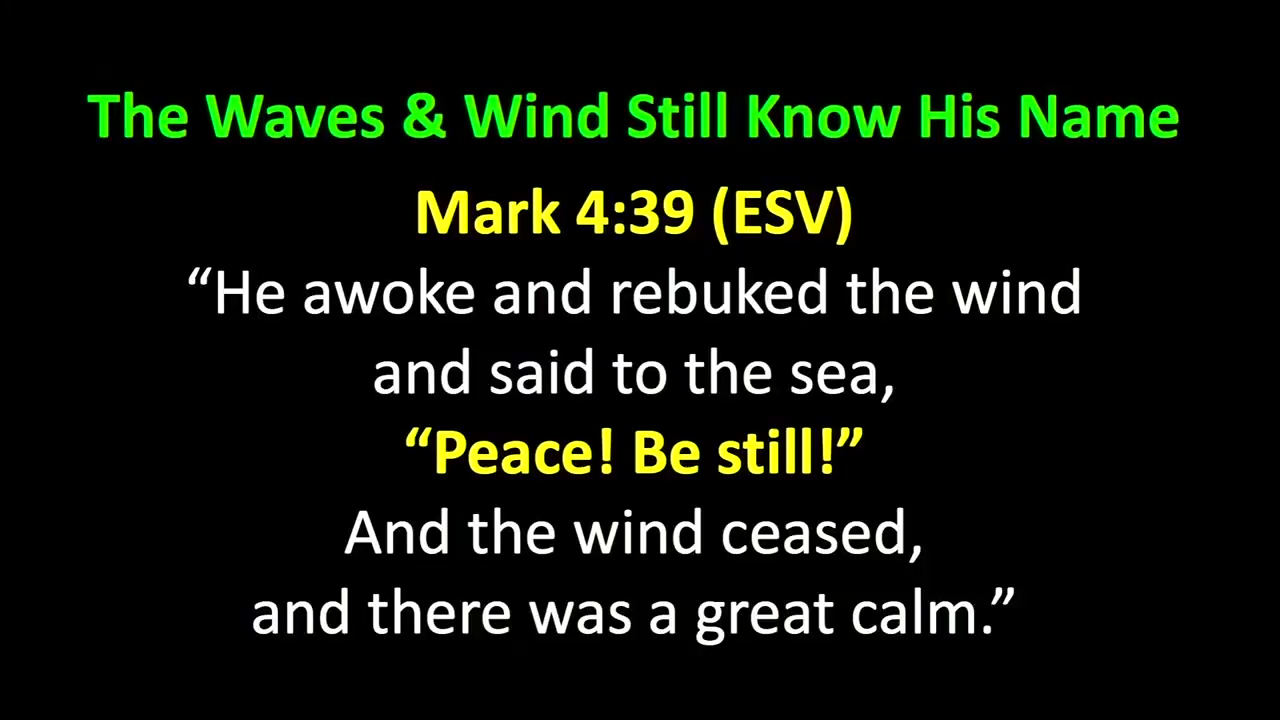 The Waves & Wind Still Know His Name
Mark 4:39 (ESV)
“He awoke and rebuked the wind
and said to the sea,
“Peace! Be still!”
And the wind ceased,
and there was a great calm.”